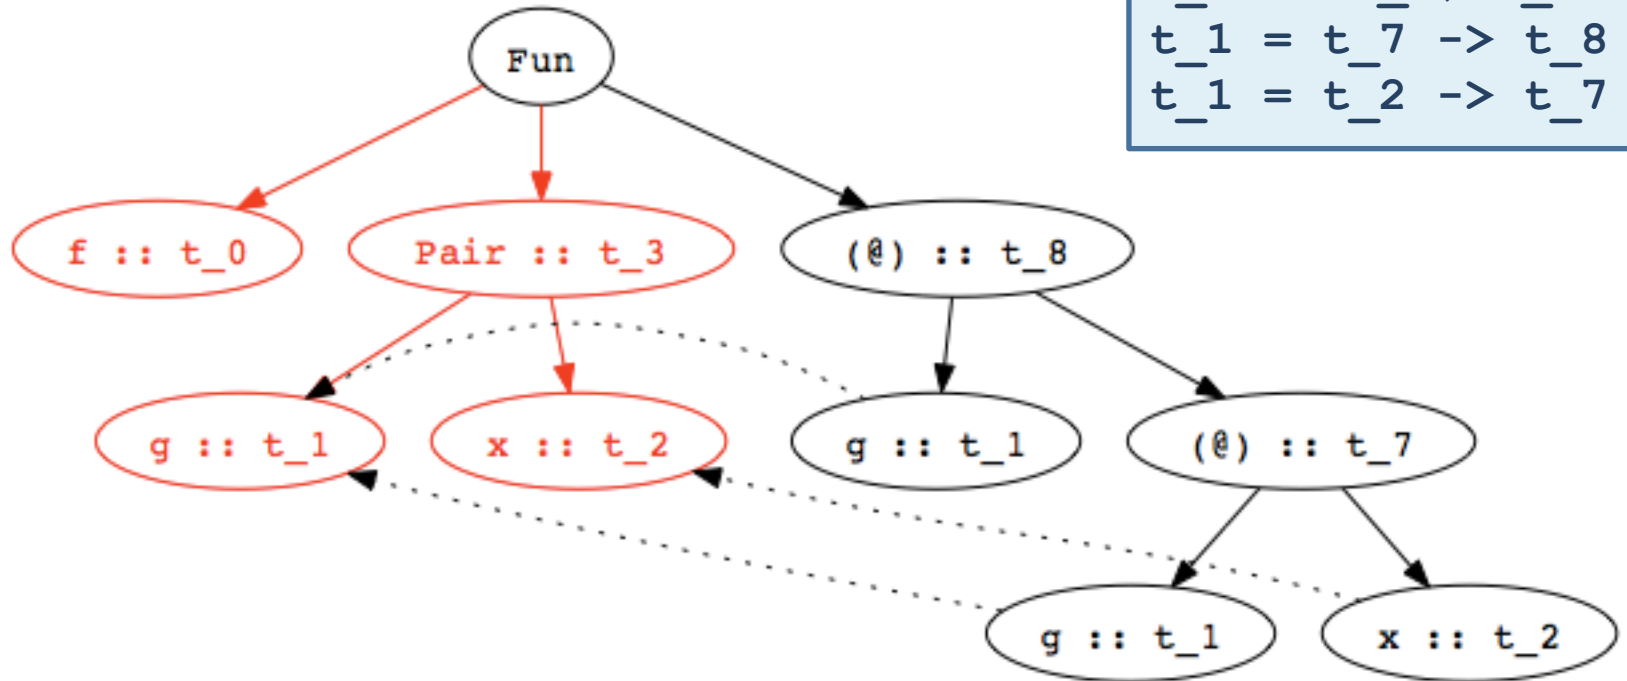 t_1 = t_7 -> t_8
t_1 = t_2 -> t_7
Fun
f :: t_0
Pair :: t_3
(@) :: t_8
g :: t_1
x :: t_2
g :: t_1
(@) :: t_7
g :: t_1
x :: t_2